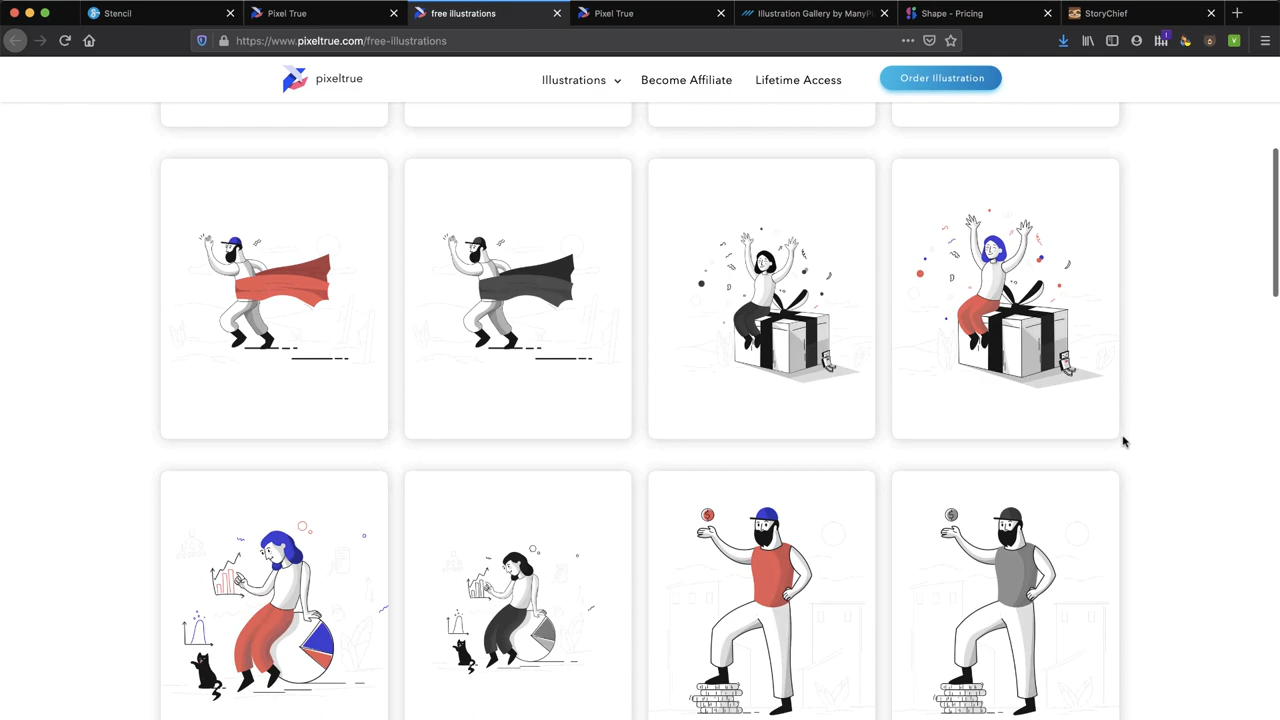 Stencil
Pixel True
free illustrations
Pixel True
Illustration Gallery by ManyPi
Shape - Pricing
StoryChief
https://www.pixeltrue.com/free-illustrations
1
pixeltrue
Illustrations
Become Affiliate
Lifetime Access
Order Illustration
$
$